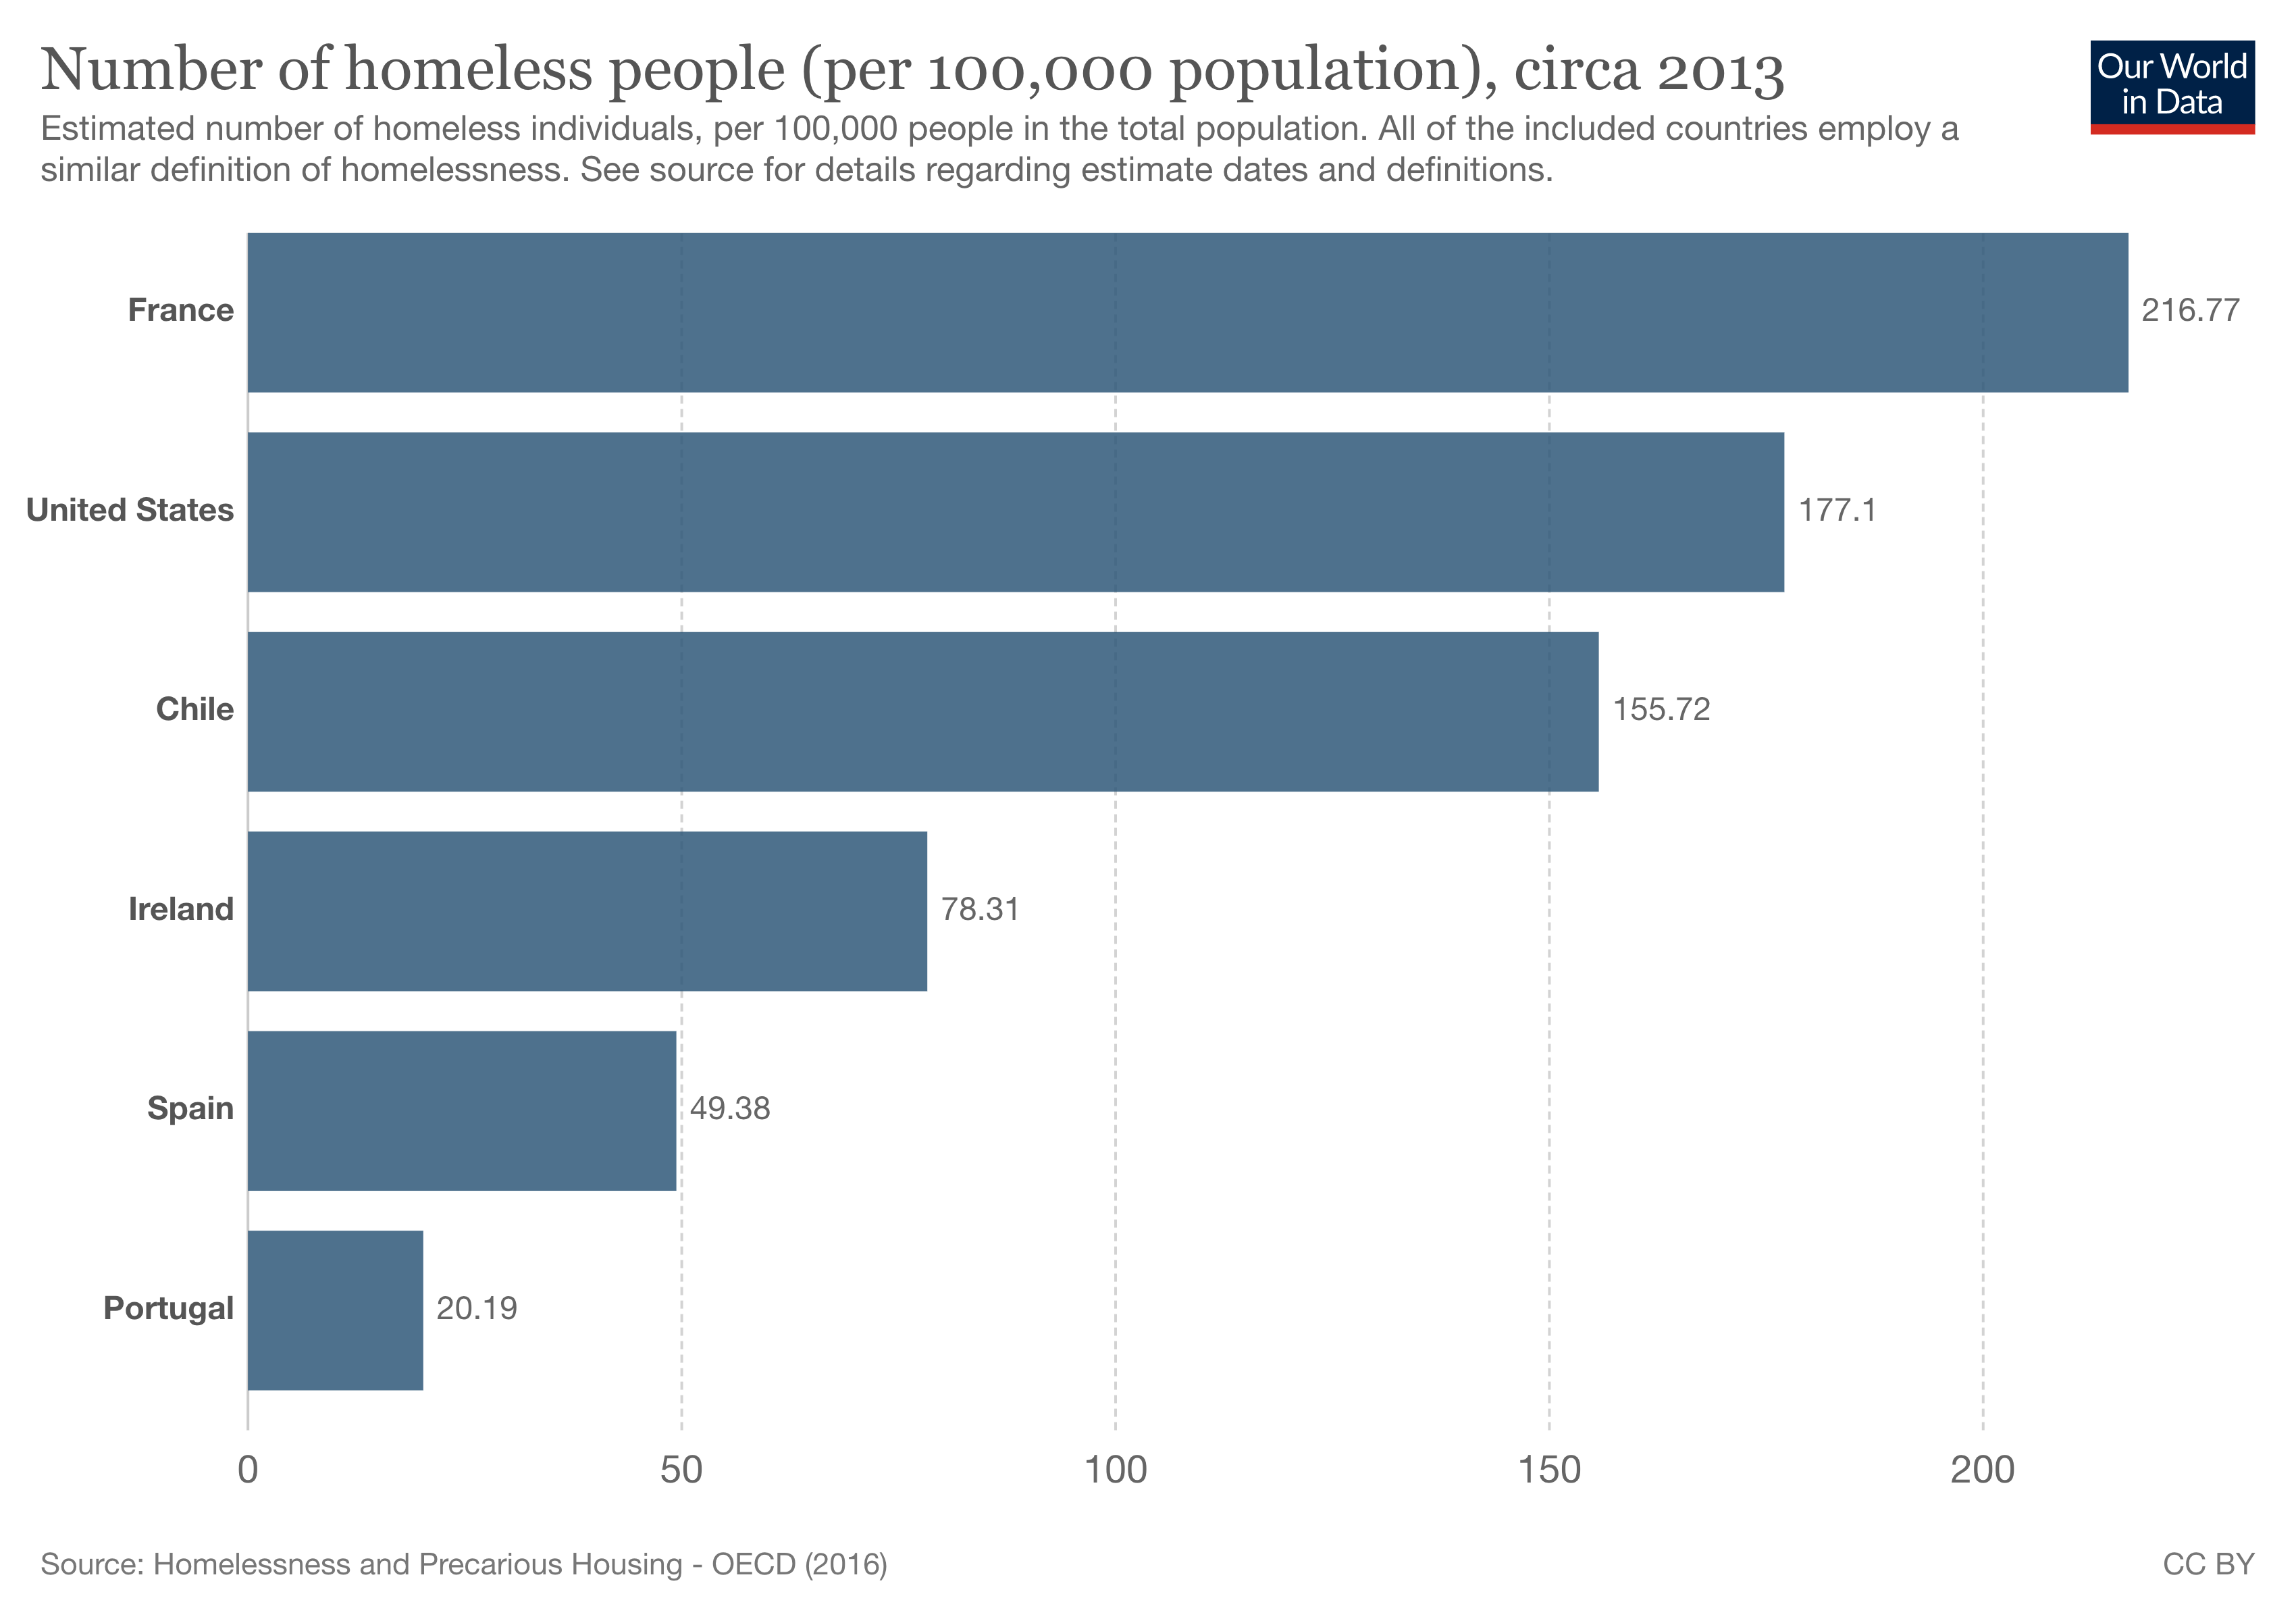 Number of homeless people (per 100,000 population), circa 2013
Our World
in Data
Estimated number of homeless individuals, per 100,000 people in the total population. All of the included countries employ a
similar definition of homelessness. See source for details regarding estimate dates and definitions.
France
216.77
United States
177.1
Chile
155.72
Ireland
78.31
Spain
49.38
Portugal
20.19
0
50
100
150
200
Source: Homelessness and Precarious Housing - OECD (2016)
CC BY